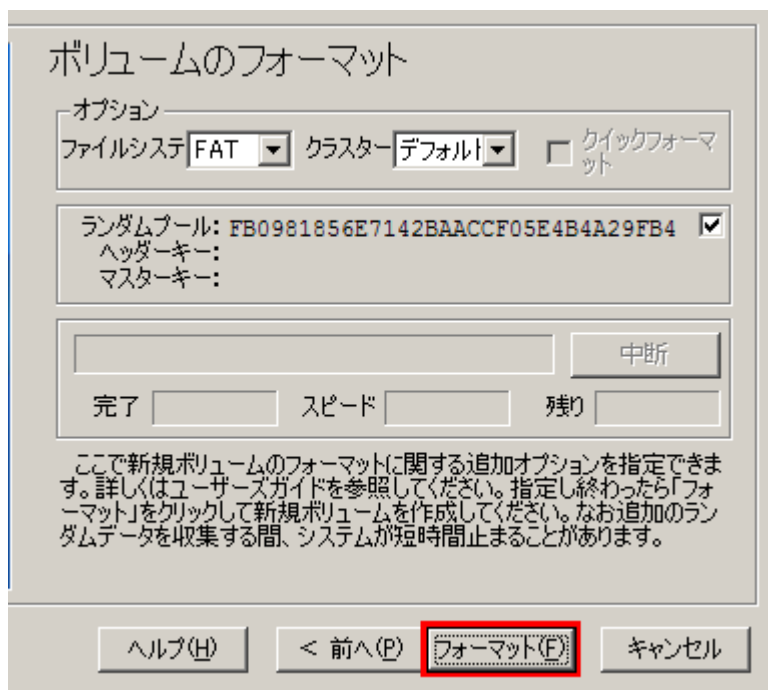 ボリュームのフォーマット
オプション
ファイルシステ FAT クラスター デフォルト クイックフォーマ
ット
ランダムプール: FB0981856E7142BAACCF05E4B4A29FB4
ヘッダーキー:
マスターキー:
中断
完了 スピード 残り
ここで新規ボリュームのフォーマットに関する追加オプションを指定できま
す。詳しくはユーザーズガイドを参照してください。指定し終わったら「フォ
ーマット」をクリックして新規ボリュームを作成してください。なお追加のラン
ダムデータを収集する間、システムが短時間止まることがあります。
ヘルプ(H) < 前へ(P) フォーマット(F) キャンセル